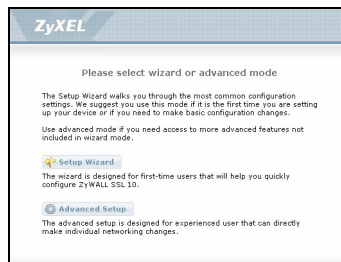 ZyXEL
Please select wizard or advanced mode
The Setup Wizard walks you through the most common configuration
settings. We suggest you use this mode if it is the first time you are setting
up your device or if you need to make basic configuration changes.
Use advanced mode if you need access to more advanced features not
included in wizard mode.
Setup Wizard
The wizard is designed for first-time users that will help you quickly
configure ZyWALL SSL 10.
Advanced Setup
The advanced setup is designed for experienced user that can directly
make individual networking changes.